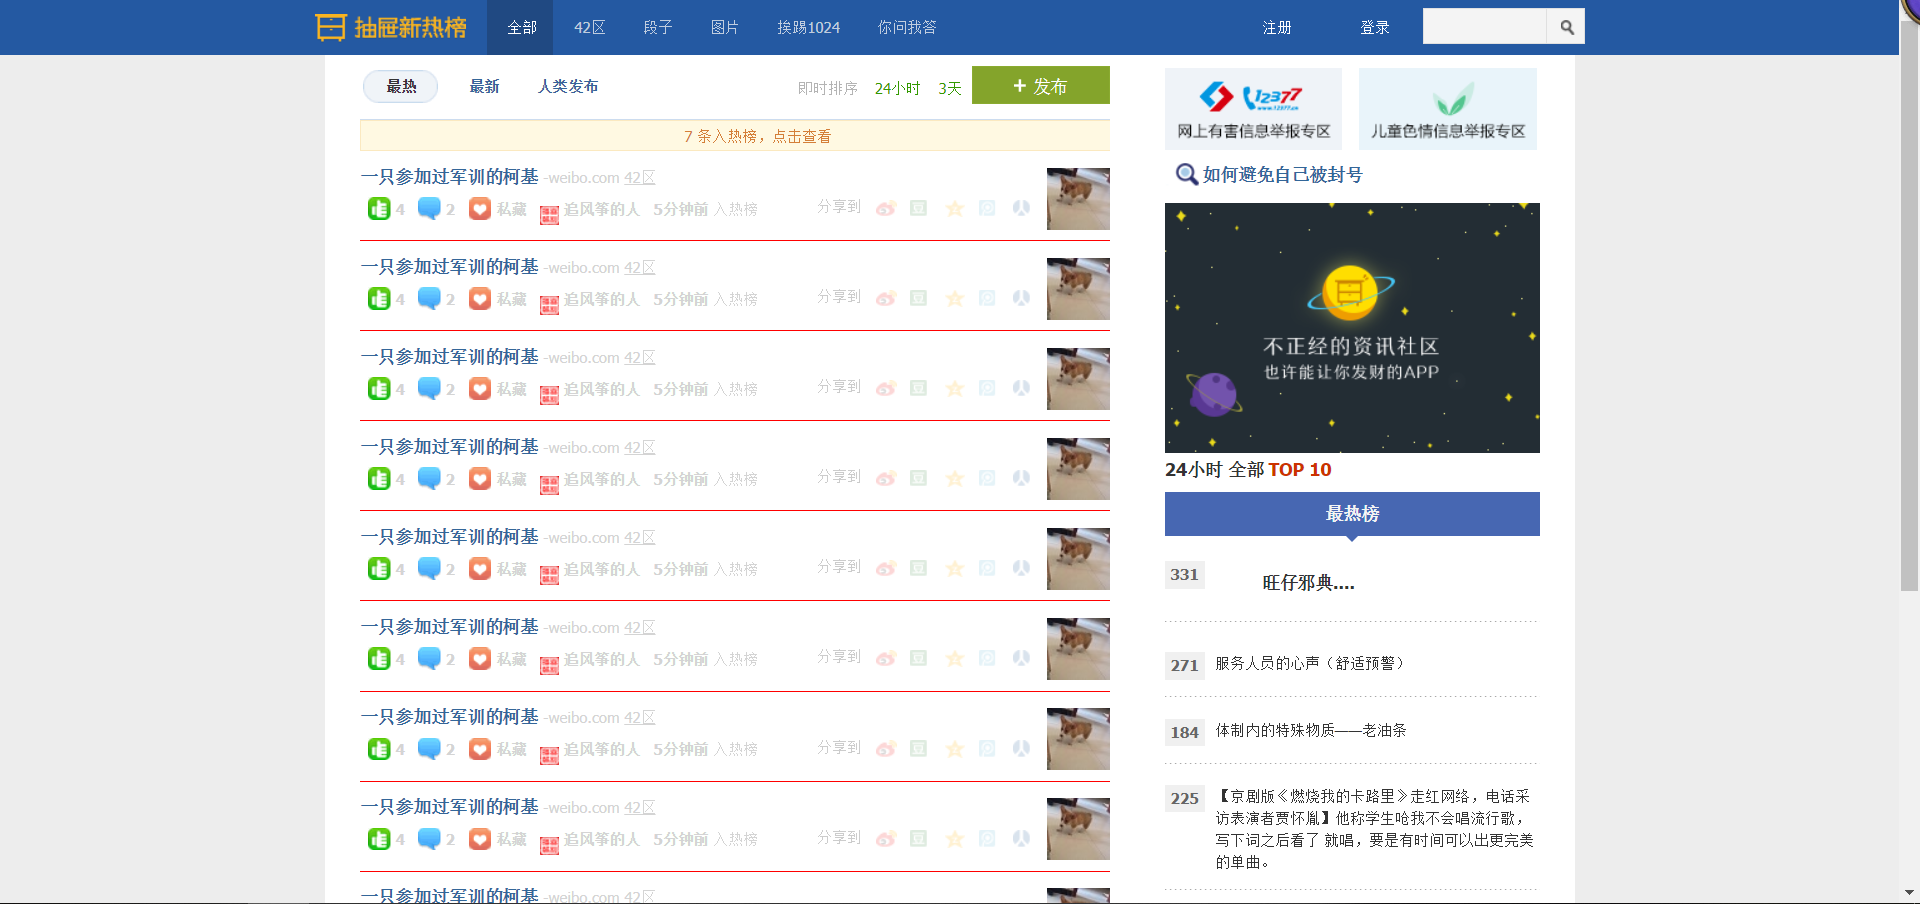 抽屉新热榜 全部 42区 段子 图片 挨踢1024 你问我答 注册 登录
最热 最新 人类发布 即时排序 24小时 3天 + 发布
7 条入热榜，点击查看
一只参加过军训的柯基 -weibo.com 42区
4 2 私藏 追风筝的人 5分钟前 入热榜 分享到
一只参加过军训的柯基 -weibo.com 42区
4 2 私藏 追风筝的人 5分钟前 入热榜 分享到
一只参加过军训的柯基 -weibo.com 42区
4 2 私藏 追风筝的人 5分钟前 入热榜 分享到
一只参加过军训的柯基 -weibo.com 42区
4 2 私藏 追风筝的人 5分钟前 入热榜 分享到
一只参加过军训的柯基 -weibo.com 42区
4 2 私藏 追风筝的人 5分钟前 入热榜 分享到
一只参加过军训的柯基 -weibo.com 42区
4 2 私藏 追风筝的人 5分钟前 入热榜 分享到
一只参加过军训的柯基 -weibo.com 42区
4 2 私藏 追风筝的人 5分钟前 入热榜 分享到
一只参加过军训的柯基 -weibo.com 42区
4 2 私藏 追风筝的人 5分钟前 入热榜 分享到
一只参加过军训的柯基 -weibo.com 42区
12377
www.12377.cn
网上有害信息举报专区
儿童色情信息举报专区
如何避免自己被封号
不正经的资讯社区
也许能让你发财的APP
24小时 全部 TOP 10
最热榜
331 旺仔邪典....
271 服务人员的心声（舒适预警）
184 体制内的特殊物质——老油条
225 【京剧版《燃烧我的卡路里》走红网络，电话采
访表演者贾怀胤】他称学生呛我不会唱流行歌，
写下词之后看了 就唱，要是有时间可以出更完美
的单曲。